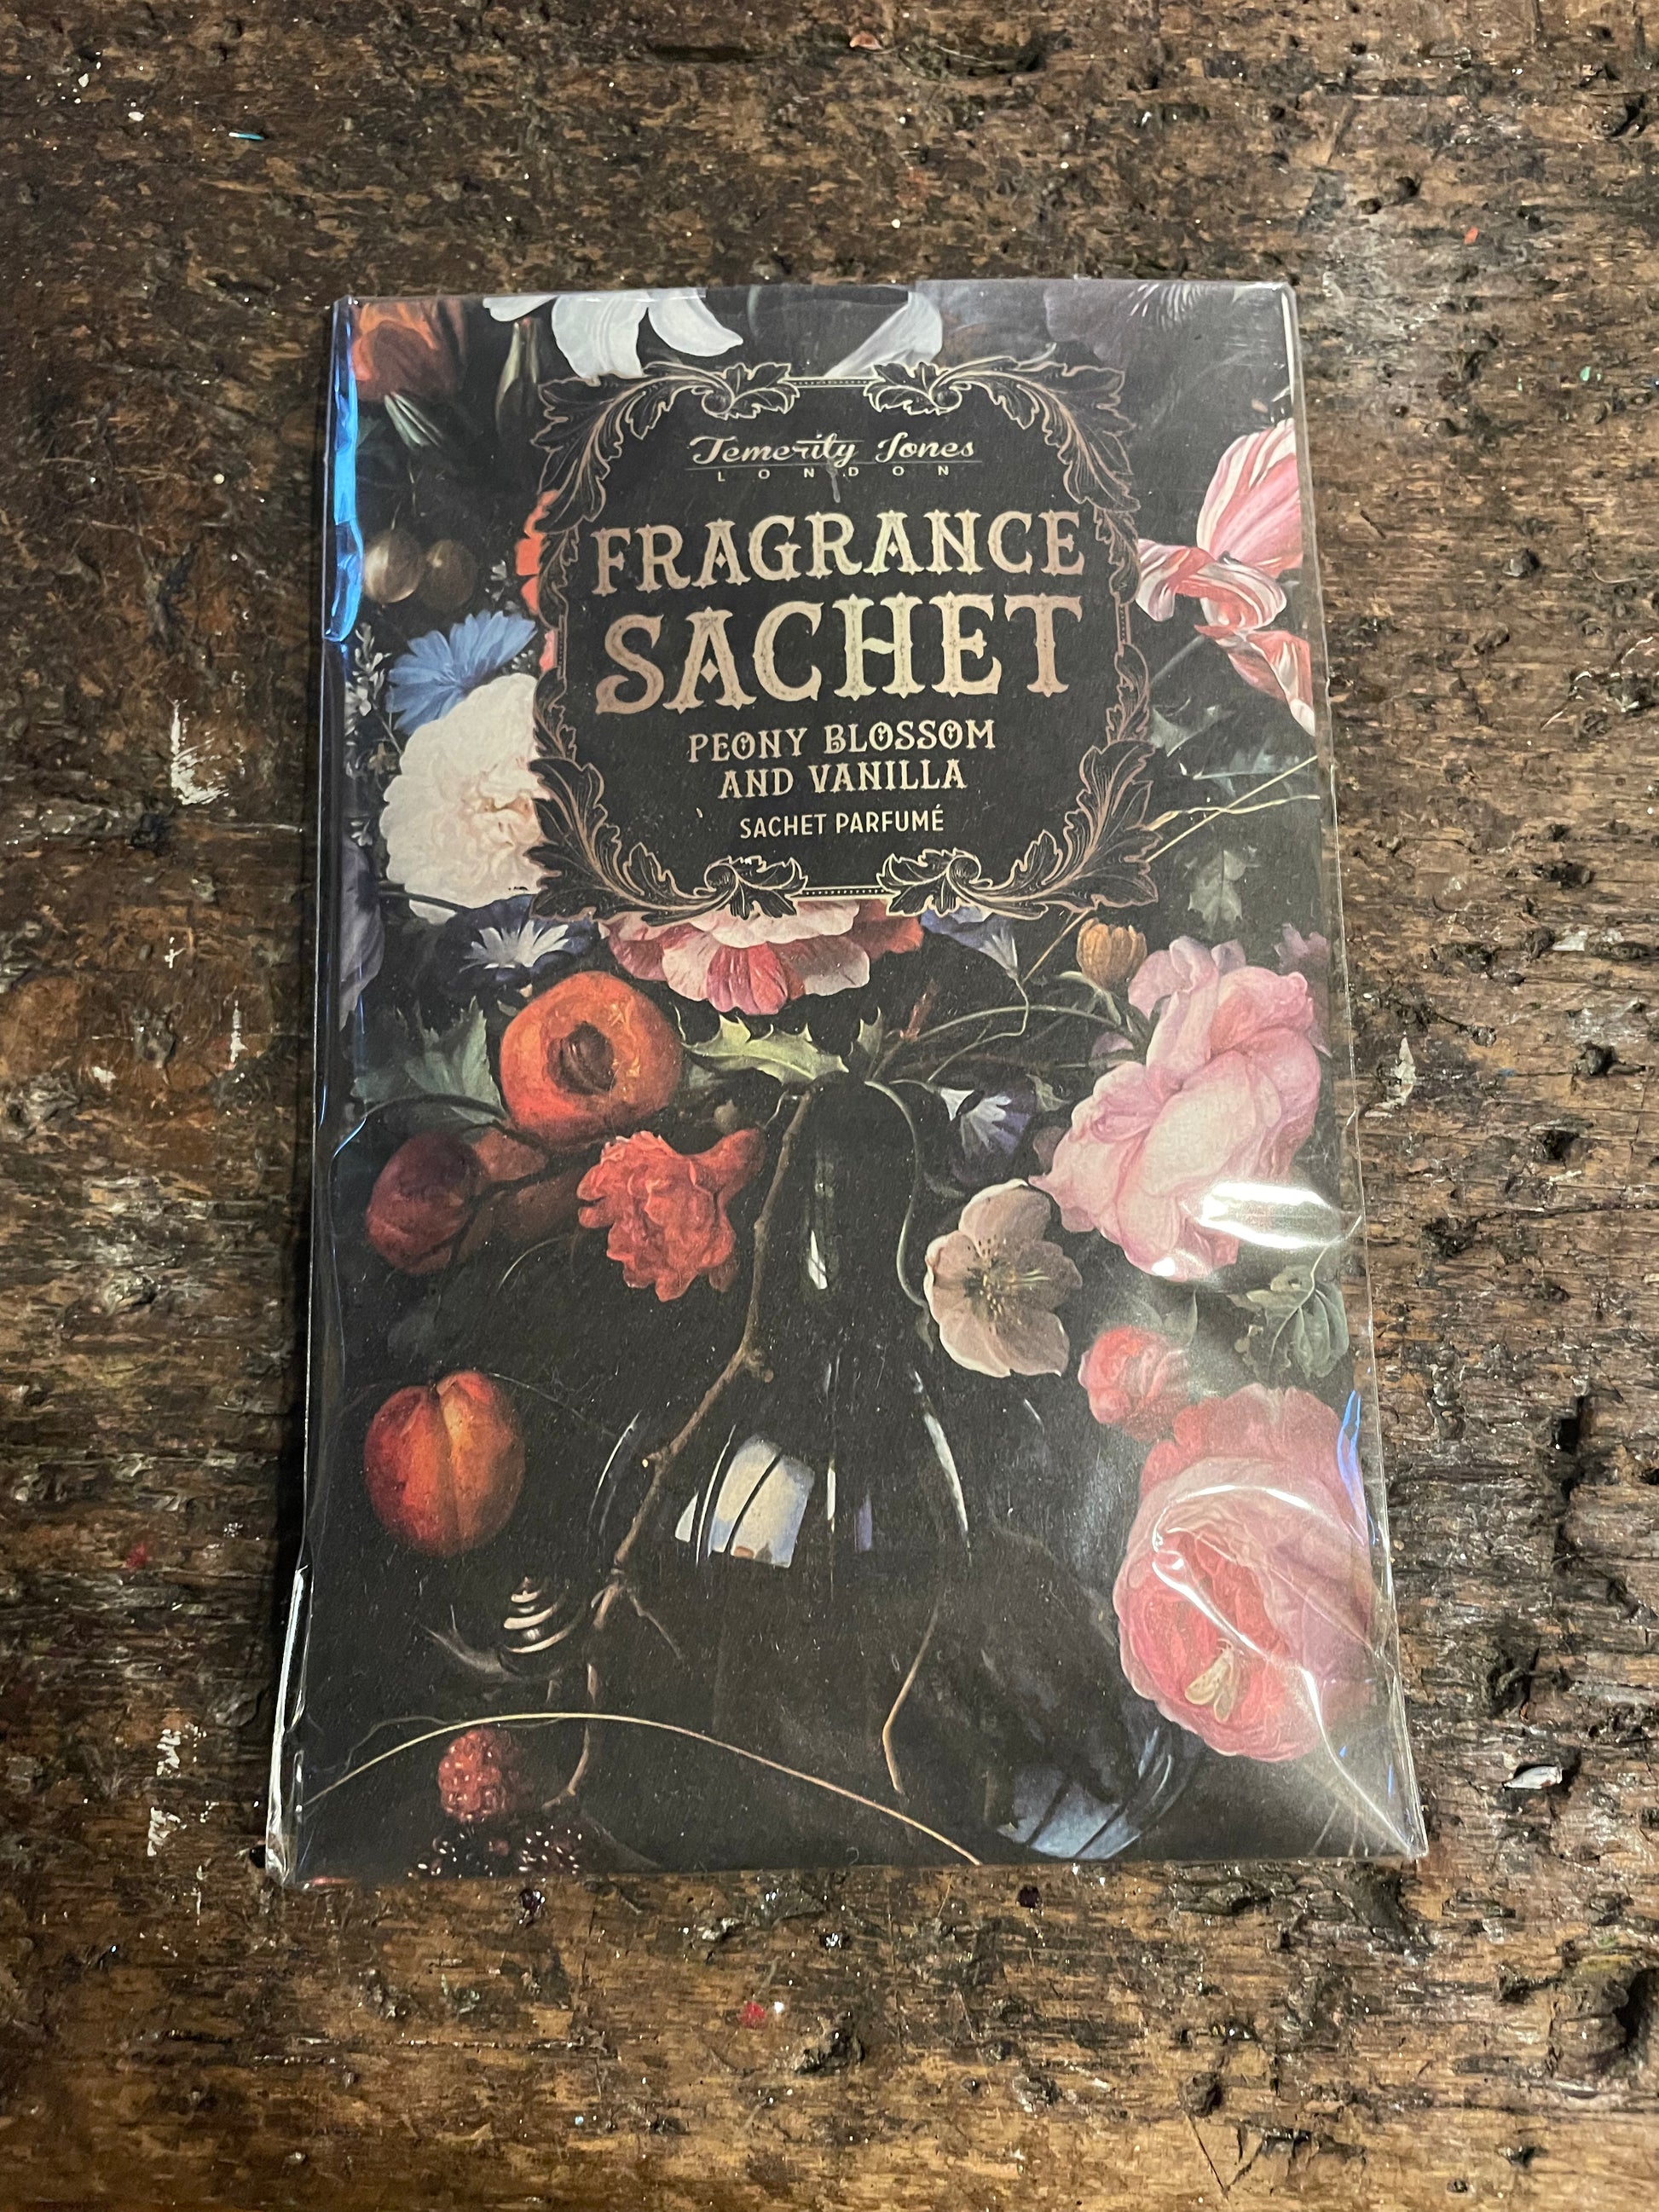 Temerity Jones
LONDON
FRAGRANCE
SACHET
PEONY BLOSSOM
AND VANILLA
SACHET PARFUMÉ